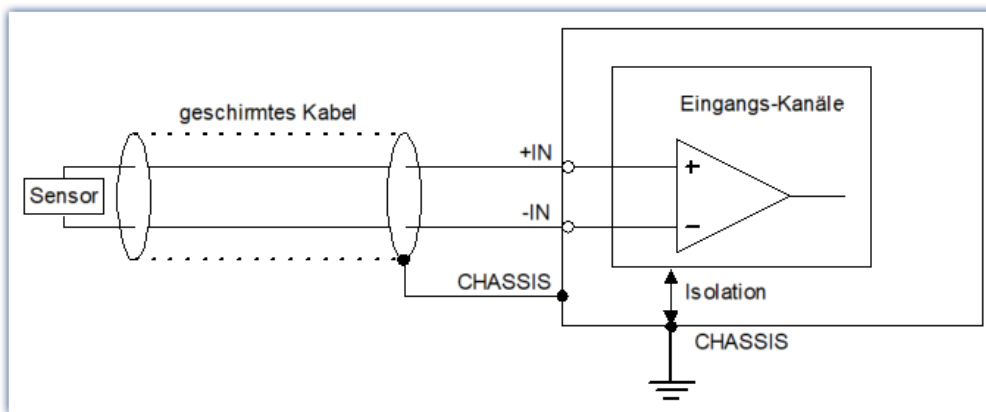 geschirmtes Kabel
Eingangs-Kanäle
+IN
+
Sensor
-IN
−
CHASSIS
Isolation
CHASSIS